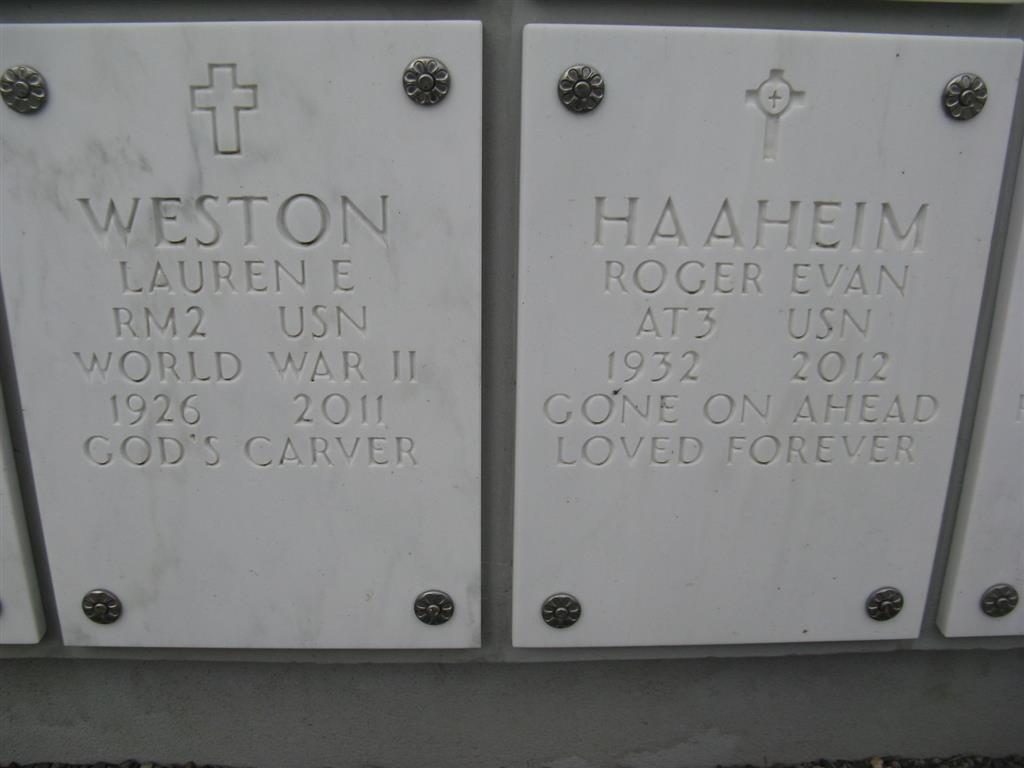 WESTON
LAUREN E
RM2 USN
WORLD WAR II
1926 2011
GOD'S CARVER
HAAHEIM
ROGER EVAN
AT3 USN
1932 2012
GONE ON AHEAD
LOVED FOREVER